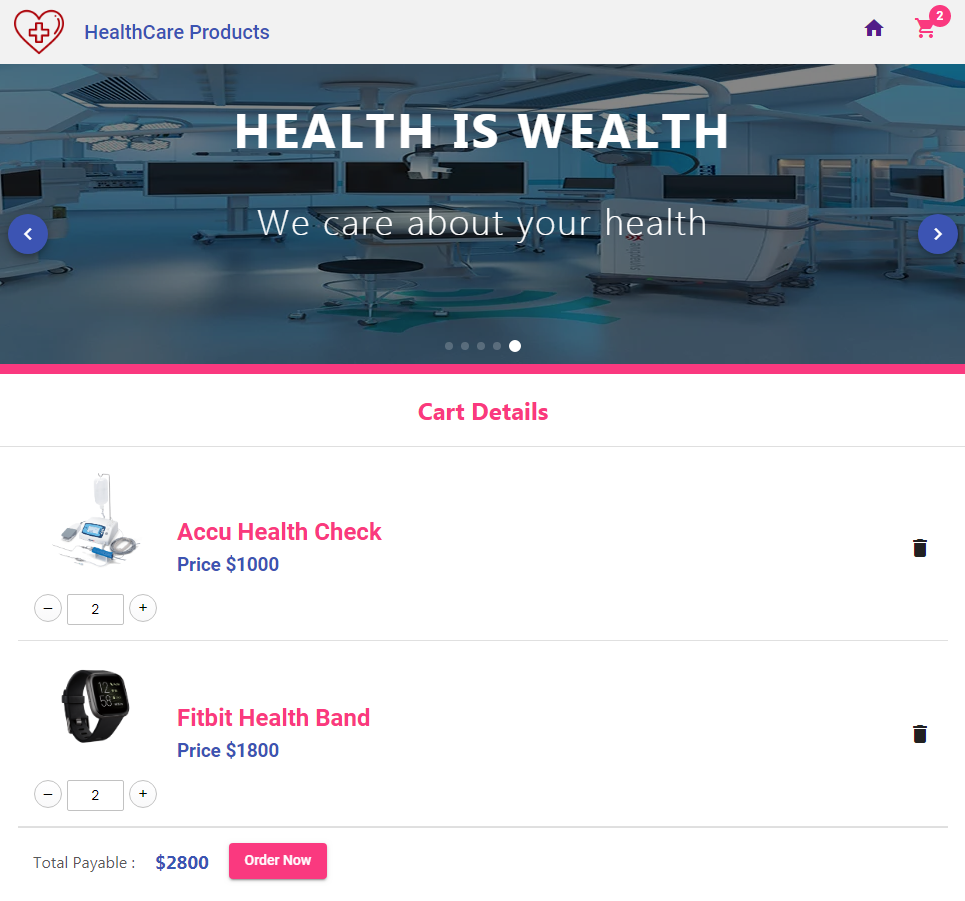 HealthCare Products
2
HEALTH IS WEALTH
We care about your health
Cart Details
Accu Health Check
Price $1000
− 2 +
Fitbit Health Band
Price $1800
− 2 +
Total Payable : $2800 Order Now